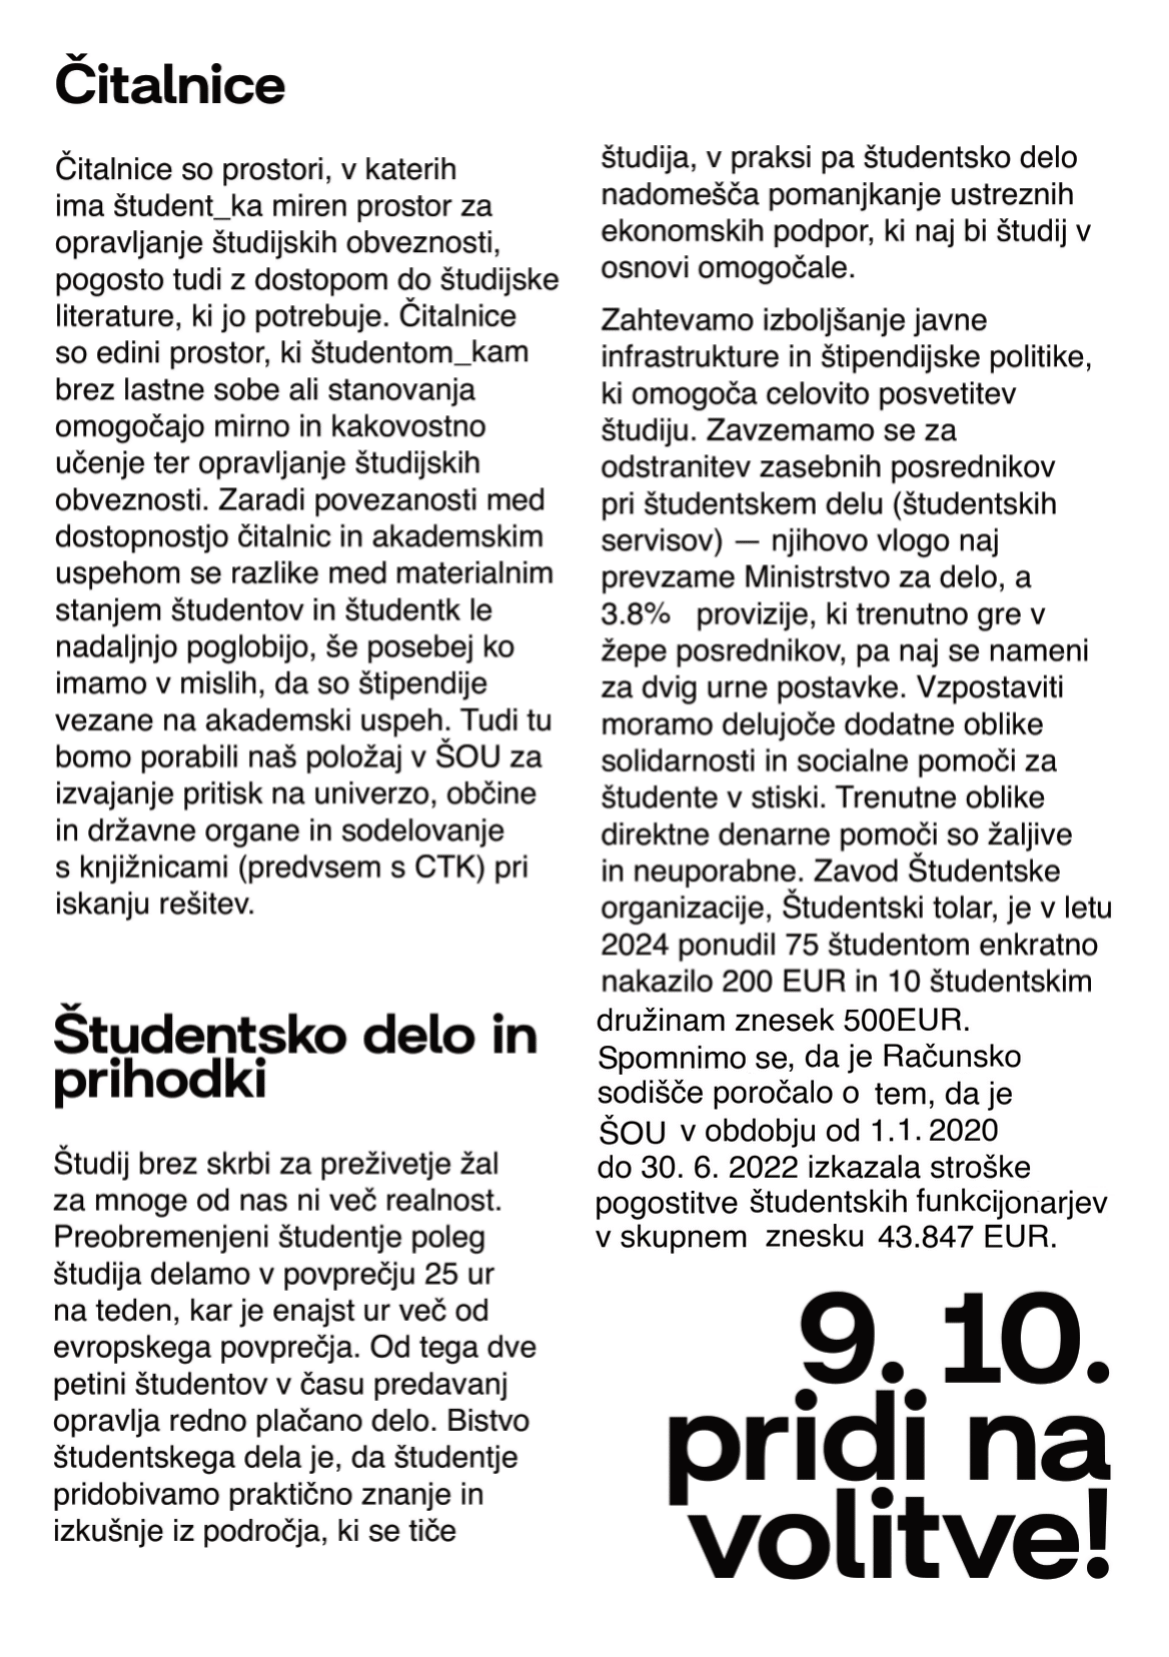 Čitalnice
Čitalnice so prostori, v katerih
ima študent_ka miren prostor za
opravljanje študijskih obveznosti,
pogosto tudi z dostopom do študijske
literature, ki jo potrebuje. Čitalnice
so edini prostor, ki študentom_kam
brez lastne sobe ali stanovanja
omogočajo mirno in kakovostno
učenje ter opravljanje študijskih
obveznosti. Zaradi povezanosti med
dostopnostjo čitalnic in akademskim
uspehom se razlike med materialnim
stanjem študentov in študentk le
nadaljnjo poglobijo, še posebej ko
imamo v mislih, da so štipendije
vezane na akademski uspeh. Tudi tu
bomo porabili naš položaj v ŠOU za
izvajanje pritisk na univerzo, občine
in državne organe in sodelovanje
s knjižnicami (predvsem s CTK) pri
iskanju rešitev.
Študentsko delo in
prihodki
Študij brez skrbi za preživetje žal
za mnoge od nas ni več realnost.
Preobremenjeni študentje poleg
študija delamo v povprečju 25 ur
na teden, kar je enajst ur več od
evropskega povprečja. Od tega dve
petini študentov v času predavanj
opravlja redno plačano delo. Bistvo
študentskega dela je, da študentje
pridobivamo praktično znanje in
izkušnje iz področja, ki se tiče
študija, v praksi pa študentsko delo
nadomešča pomanjkanje ustreznih
ekonomskih podpor, ki naj bi študij v
osnovi omogočale.
Zahtevamo izboljšanje javne
infrastrukture in štipendijske politike,
ki omogoča celovito posvetitev
študiju. Zavzemamo se za
odstranitev zasebnih posrednikov
pri študentskem delu (študentskih
servisov) — njihovo vlogo naj
prevzame Ministrstvo za delo, a
3.8% provizije, ki trenutno gre v
žepe posrednikov, pa naj se nameni
za dvig urne postavke. Vzpostaviti
moramo delujoče dodatne oblike
solidarnosti in socialne pomoči za
študente v stiski. Trenutne oblike
direktne denarne pomoči so žaljive
in neuporabne. Zavod Študentske
organizacije, Študentski tolar, je v letu
2024 ponudil 75 študentom enkratno
nakazilo 200 EUR in 10 študentskim
družinam znesek 500EUR.
Spomnimo se, da je Računsko
sodišče poročalo o tem, da je
ŠOU v obdobju od 1.1. 2020
do 30. 6. 2022 izkazala stroške
pogostitve študentskih funkcijonarjev
v skupnem znesku 43.847 EUR.
9. 10.
pridi na
volitve!